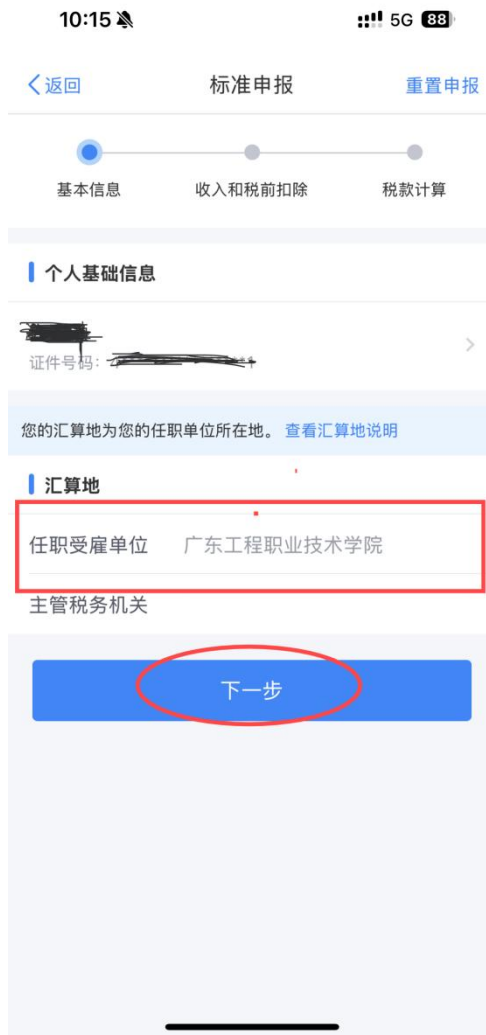 10:15
5G 88
返回 标准申报 重置申报
基本信息 收入和税前扣除 税款计算
个人基础信息
证件号码:
您的汇算地为您的任职单位所在地。 查看汇算地说明
汇算地
任职受雇单位 广东工程职业技术学院
主管税务机关
下一步